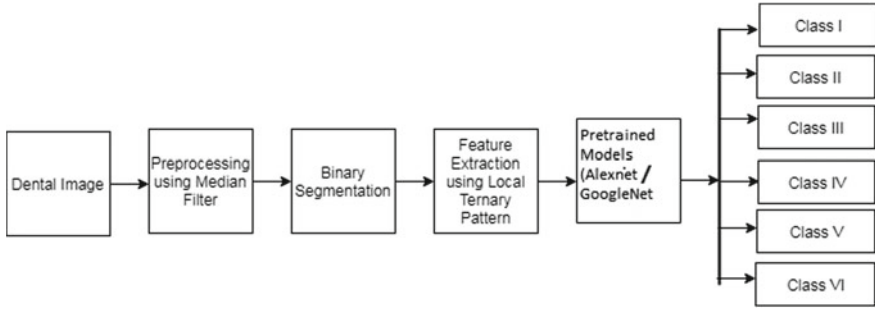 Dental Image
Preprocessing
using Median
Filter
Binary
Segmentation
Feature
Extraction
using Local
Ternary
Pattern
Pretrained
Models
(Alexnet /
GoogleNet
Class I
Class II
Class III
Class IV
Class V
Class VI